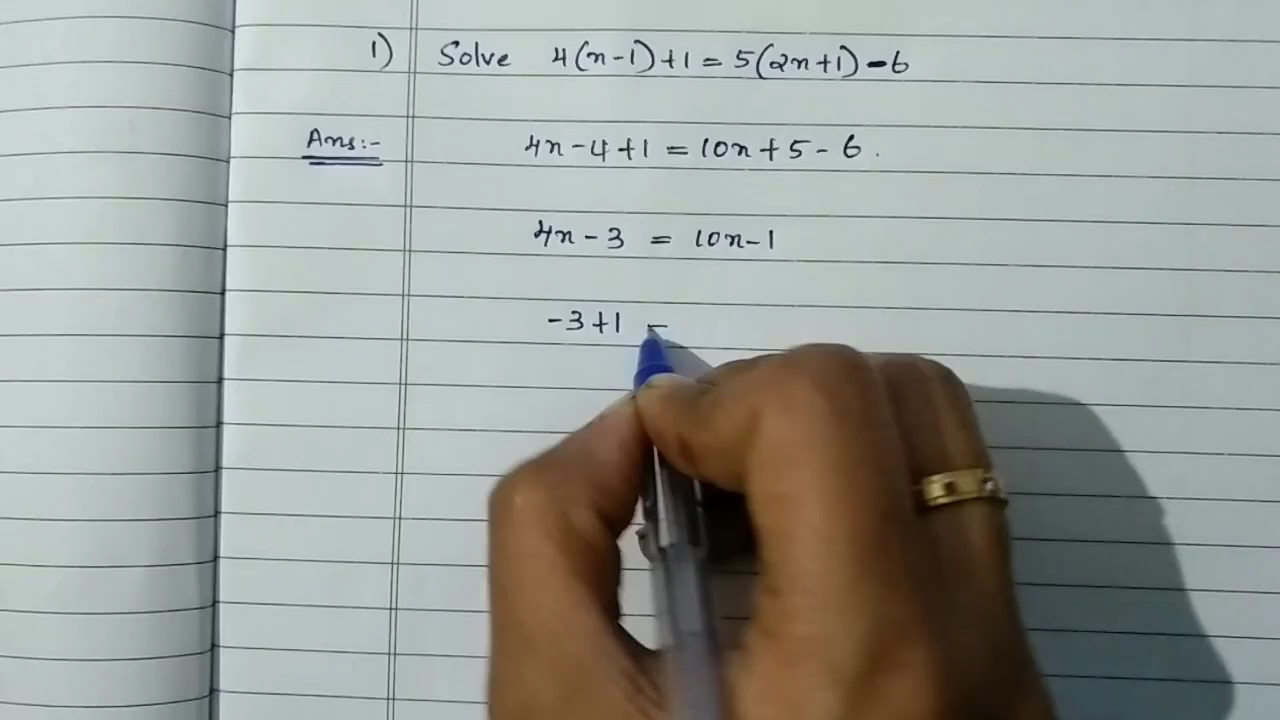 1) Solve 4(n-1)+1=5(2n+1)-6
Ans:- 4n-4+1=10n+5-6.
4n-3 = 10n-1
-3+1 -